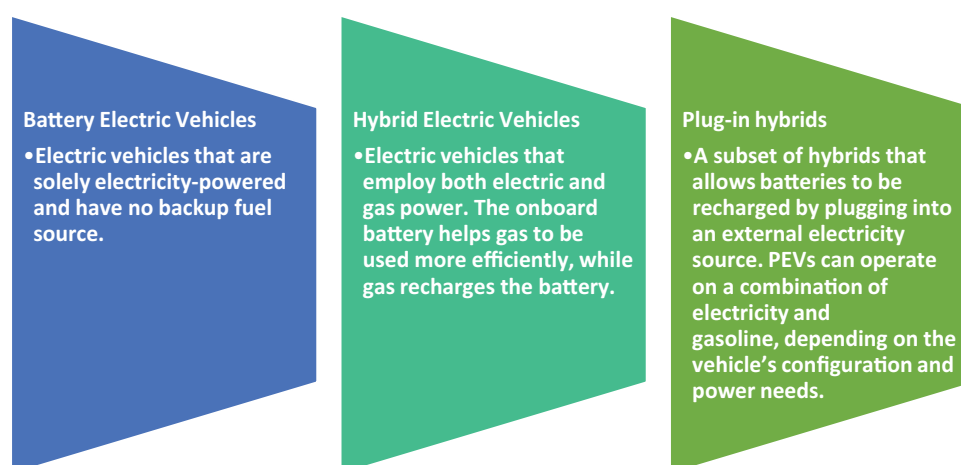 Battery Electric Vehicles
•Electric vehicles that are
solely electricity-powered
and have no backup fuel
source.
Hybrid Electric Vehicles
•Electric vehicles that
employ both electric and
gas power. The onboard
battery helps gas to be
used more efficiently, while
gas recharges the battery.
Plug-in hybrids
•A subset of hybrids that
allows batteries to be
recharged by plugging into
an external electricity
source. PEVs can operate
on a combination of
electricity and
gasoline, depending on the
vehicle’s configuration and
power needs.